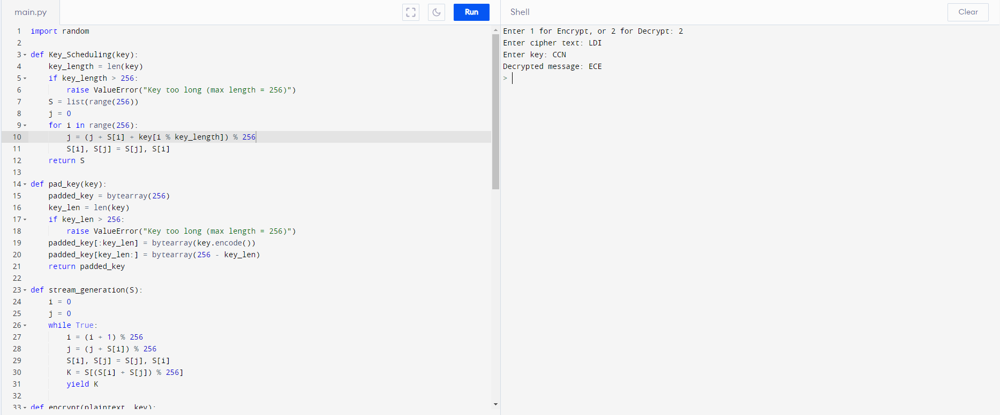 main.py
Run
Shell
Clear
1 import random
2
3 def Key_Scheduling(key):
4     key_length = len(key)
5     if key_length > 256:
6         raise ValueError("Key too long (max length = 256)")
7     S = list(range(256))
8     j = 0
9     for i in range(256):
10         j = (j + S[i] + key[i % key_length]) % 256
11         S[i], S[j] = S[j], S[i]
12     return S
13
14 def pad_key(key):
15     padded_key = bytearray(256)
16     key_len = len(key)
17     if key_len > 256:
18         raise ValueError("Key too long (max length = 256)")
19     padded_key[:key_len] = bytearray(key.encode())
20     padded_key[key_len:] = bytearray(256 - key_len)
21     return padded_key
22
23 def stream_generation(S):
24     i = 0
25     j = 0
26     while True:
27         i = (i + 1) % 256
28         j = (j + S[i]) % 256
29         S[i], S[j] = S[j], S[i]
30         K = S[(S[i] + S[j]) % 256]
31         yield K
32
33 def encrypt(plaintext, key):
Enter 1 for Encrypt, or 2 for Decrypt: 2
Enter cipher text: LDI
Enter key: CCN
Decrypted message: ECE
>